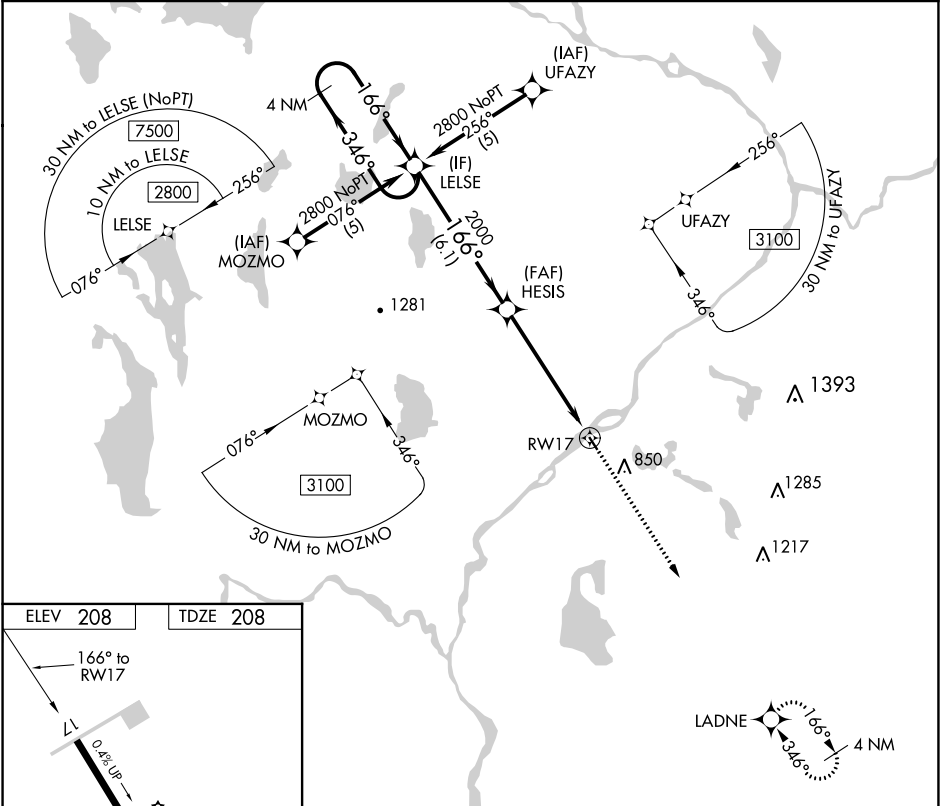 (IAF)
UFAZY
4 NM
166°
346°
2800 NoPT
256°
(5)
(IF)
LELSE
30 NM to LELSE (NoPT)
7500
10 NM to LELSE
2800
256°
LELSE
076°
2800 NoPT
076°
(5)
(IAF)
MOZMO
2000
166°
(6.1)
(FAF)
HESIS
256°
UFAZY
3100
30 NM to UFAZY
346°
1281
MOZMO
076°
346°
3100
30 NM to MOZMO
1393
RW17
850
1285
1217
ELEV 208
TDZE 208
166° to
RW17
17
0.4% UP
LADNE
166°
346°
4 NM